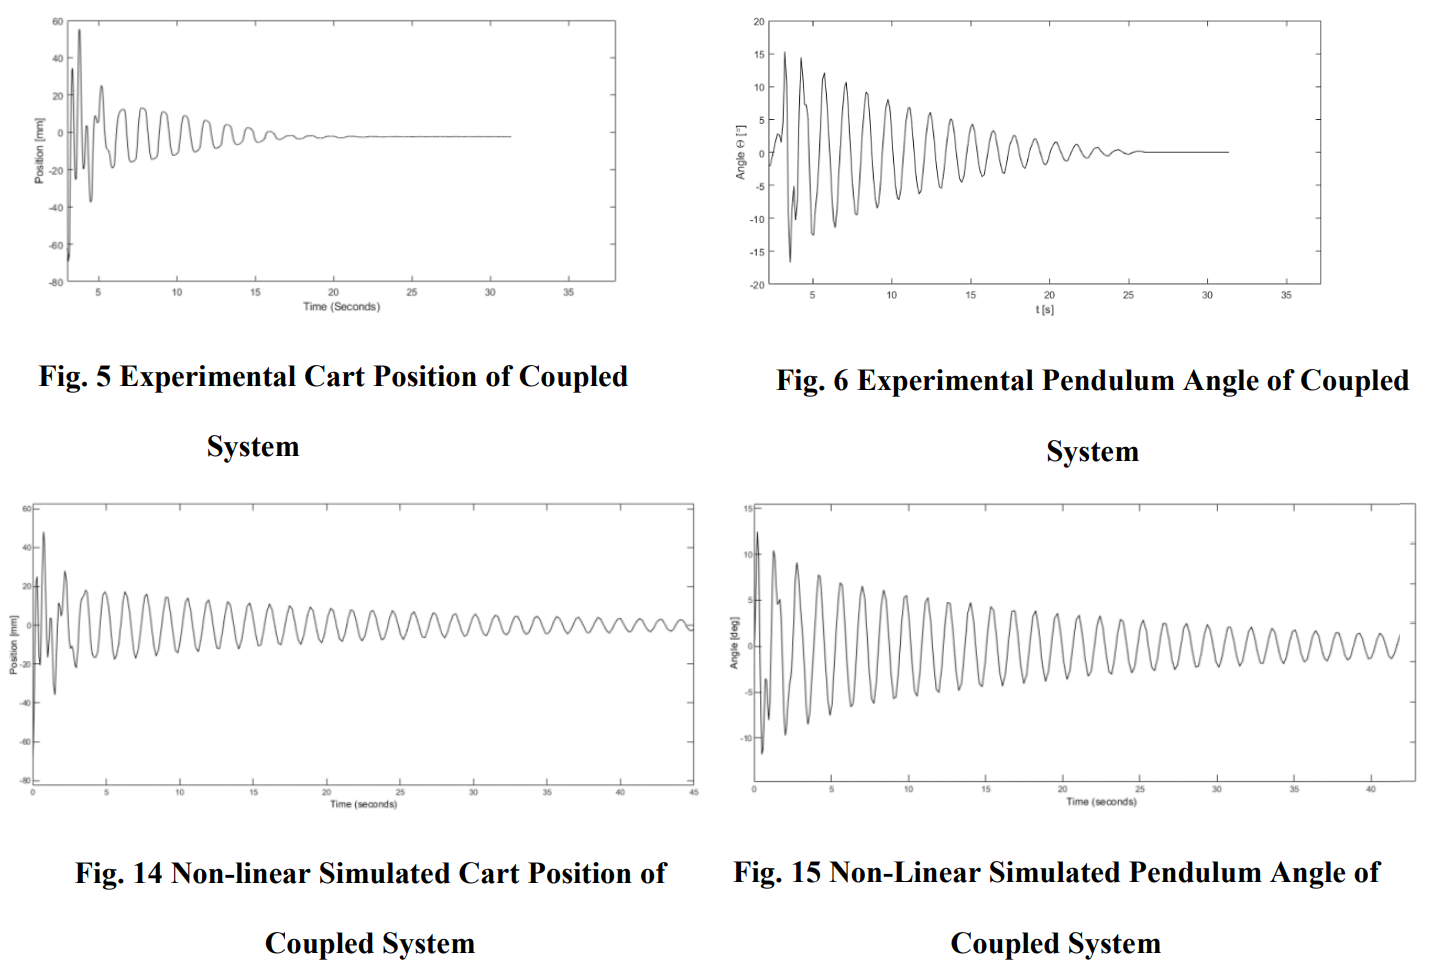 60
40
20
0
-20
-40
-60
-80
Position [mm]
5 10 15 20 25 30 35
Time (Seconds)
20
15
10
5
0
-5
-10
-15
-20
Angle Θ [°]
5 10 15 20 25 30 35
t [s]
Fig. 5 Experimental Cart Position of Coupled
System
Fig. 6 Experimental Pendulum Angle of Coupled
System
60
40
20
0
-20
-40
-60
-80
Position [mm]
0 5 10 15 20 25 30 35 40 45
Time (seconds)
15
10
5
0
-5
-10
Angle [deg]
0 5 10 15 20 25 30 35 40
Time (seconds)
Fig. 14 Non-linear Simulated Cart Position of
Coupled System
Fig. 15 Non-Linear Simulated Pendulum Angle of
Coupled System